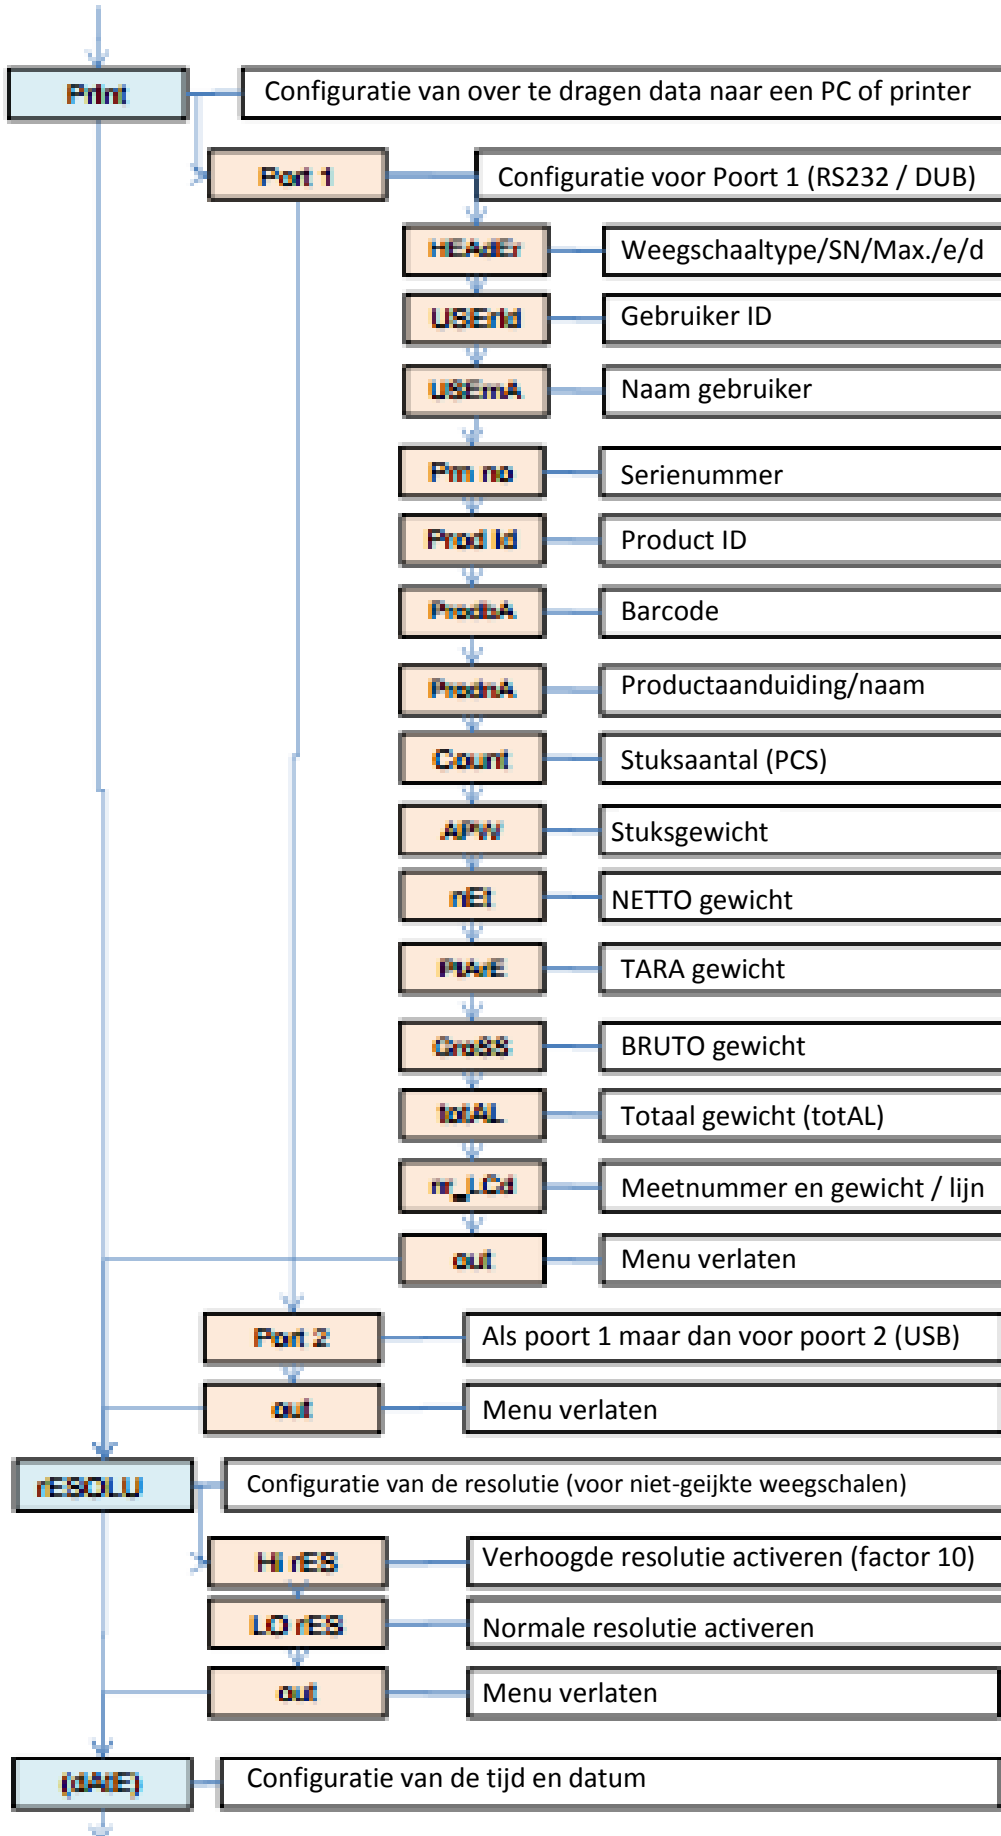 Print Configuratie van over te dragen data naar een PC of printer
Port 1 Configuratie voor Poort 1 (RS232 / DUB)
HEAdEr Weegschaaltype/SN/Max./e/d
USErId Gebruiker ID
USErnA Naam gebruiker
Prn no Serienummer
Prod id Product ID
ProdbA Barcode
ProdnA Productaanduiding/naam
Count Stuksaantal (PCS)
APW Stuksgewicht
nEt NETTO gewicht
PtArE TARA gewicht
GroSS BRUTO gewicht
totAL Totaal gewicht (totAL)
nr_LCd Meetnummer en gewicht / lijn
out Menu verlaten
Port 2 Als poort 1 maar dan voor poort 2 (USB)
out Menu verlaten
rESOLU Configuratie van de resolutie (voor niet-geijkte weegschalen)
Hi rES Verhoogde resolutie activeren (factor 10)
LO rES Normale resolutie activeren
out Menu verlaten
(dAtE) Configuratie van de tijd en datum